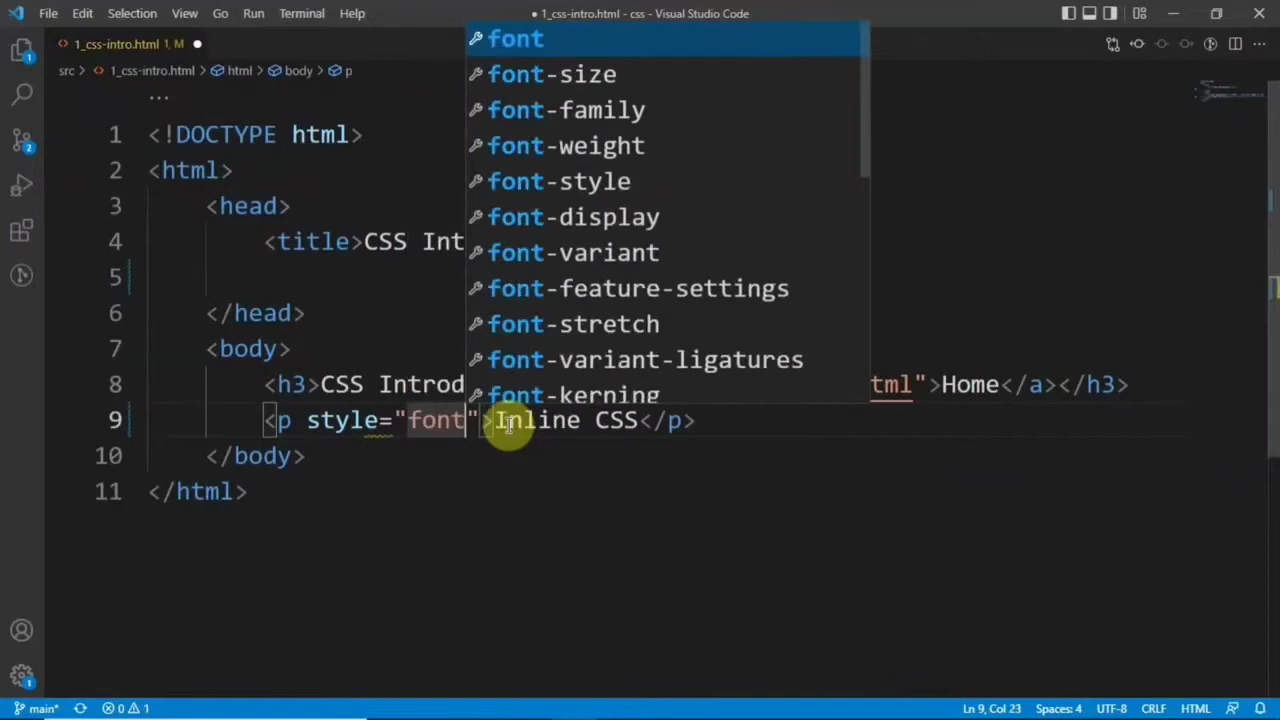 File Edit Selection View Go Run Terminal Help
● 1_css-intro.html - css - Visual Studio Code
1_css-intro.html 1, M ●
src > 1_css-intro.html > html > body > p
...
1 <!DOCTYPE html>
2 <html>
3 <head>
4 <title>CSS Int
5
6 </head>
7 <body>
8 <h3>CSS Introd tml">Home</a></h3>
9 <p style="font">Inline CSS</p>
10 </body>
11 </html>
font
font-size
font-family
font-weight
font-style
font-display
font-variant
font-feature-settings
font-stretch
font-variant-ligatures
font-kerning
1
2
1
main* 0 1
Ln 9, Col 23 Spaces: 4 UTF-8 CRLF HTML